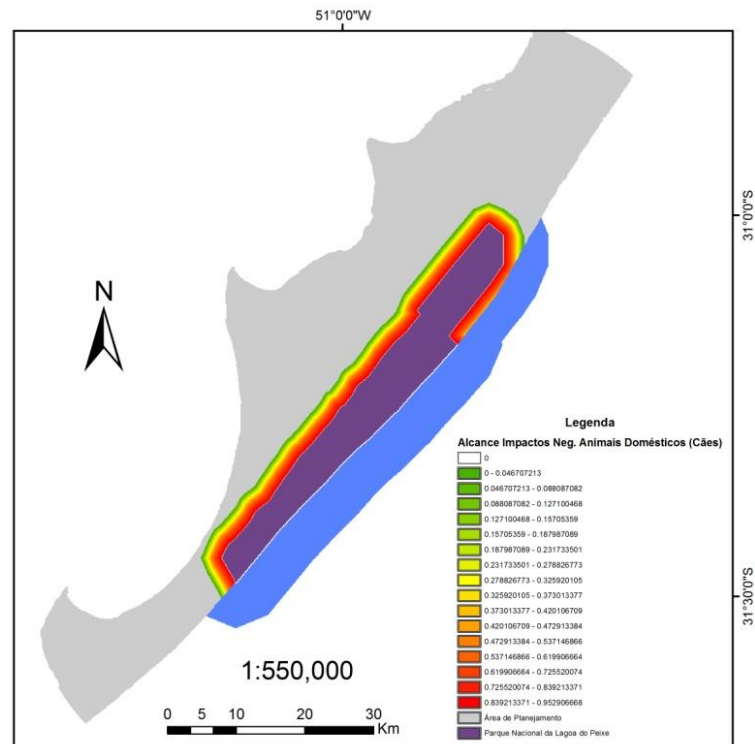 51°0'0"W
31°0'0"S
N
Legenda
Alcance Impactos Neg. Animais Domésticos (Cães)
0
0 - 0.046707213
0.046707213 - 0.088087082
0.088087082 - 0.127100468
0.127100468 - 0.15705359
0.15705359 - 0.187987089
0.187987089 - 0.231733501
0.231733501 - 0.278826773
0.278826773 - 0.325920105
0.325920105 - 0.373013377
0.373013377 - 0.420106709
0.420106709 - 0.472913384
0.472913384 - 0.537146866
0.537146866 - 0.619906664
0.619906664 - 0.725520074
0.725520074 - 0.839213371
0.839213371 - 0.952906668
Área de Planejamento
Parque Nacional da Lagoa do Peixe
31°30'0"S
1:550,000
0 5 10 20 30
Km